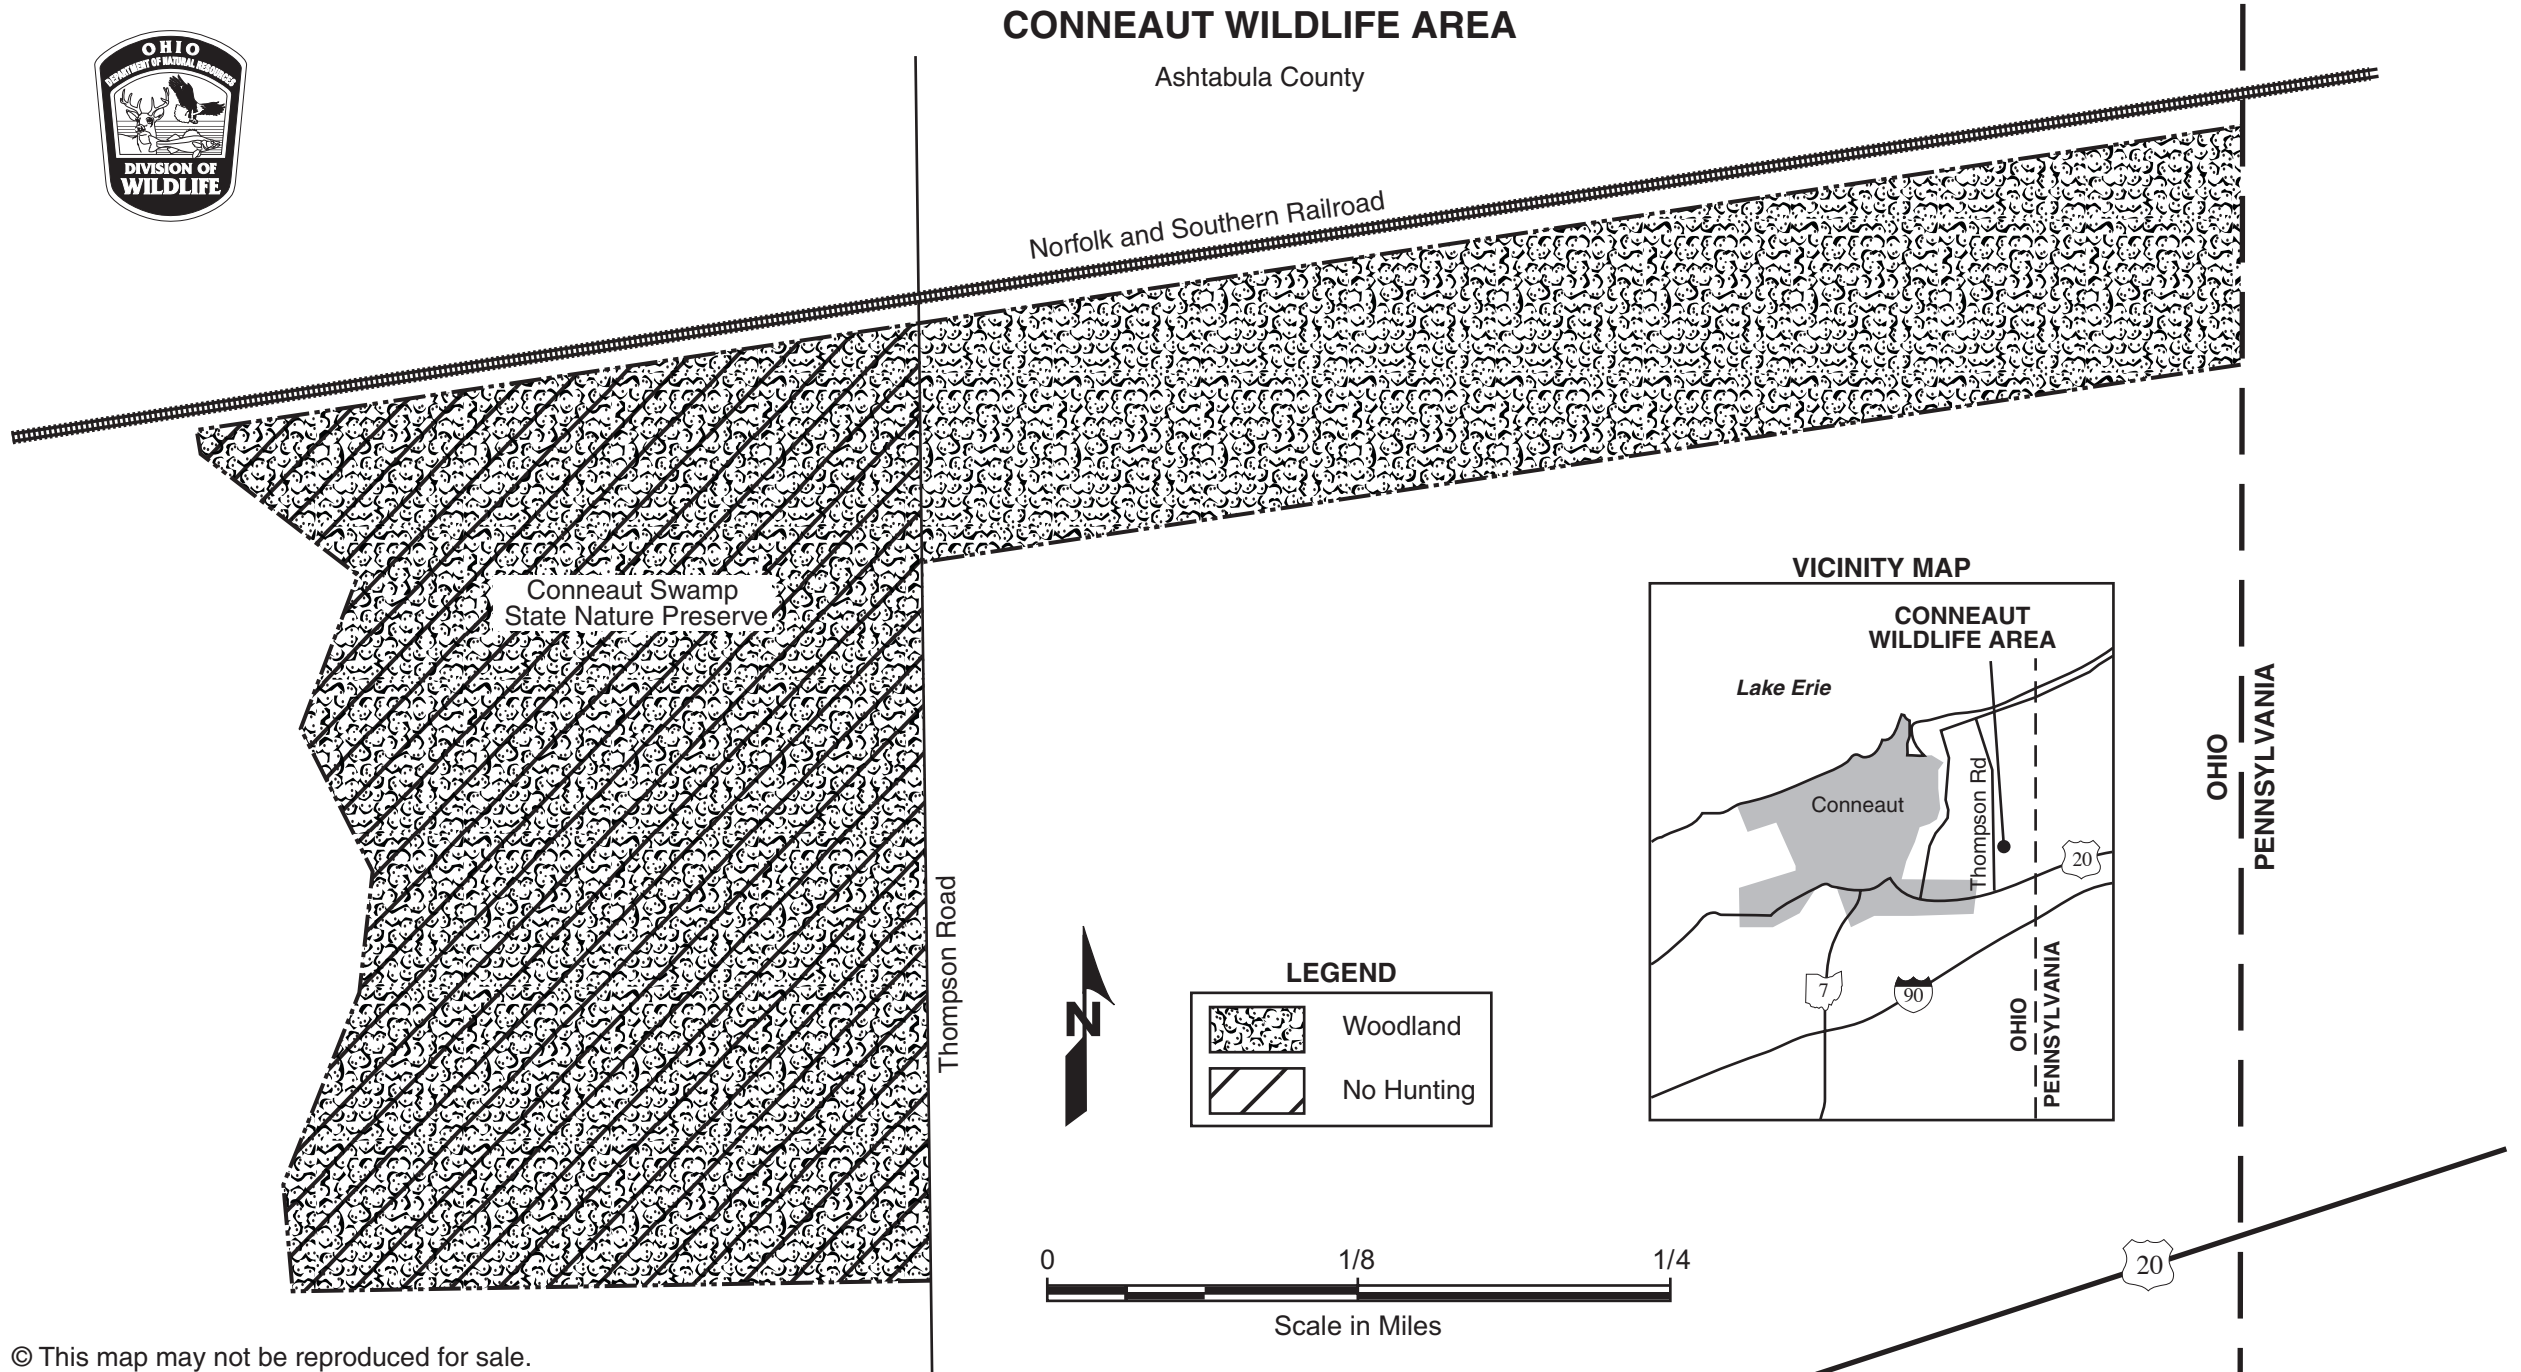 CONNEAUT WILDLIFE AREA
Ashtabula County
OHIO
DEPARTMENT OF NATURAL RESOURCES
DIVISION OF
WILDLIFE
Norfolk and Southern Railroad
Conneaut Swamp
State Nature Preserve
Thompson Road
VICINITY MAP
CONNEAUT
WILDLIFE AREA
Lake Erie
Conneaut
Thompson Rd
20
7
90
OHIO
PENNSYLVANIA
OHIO
PENNSYLVANIA
N
LEGEND
Woodland
No Hunting
0 1/8 1/4
Scale in Miles
20
© This map may not be reproduced for sale.